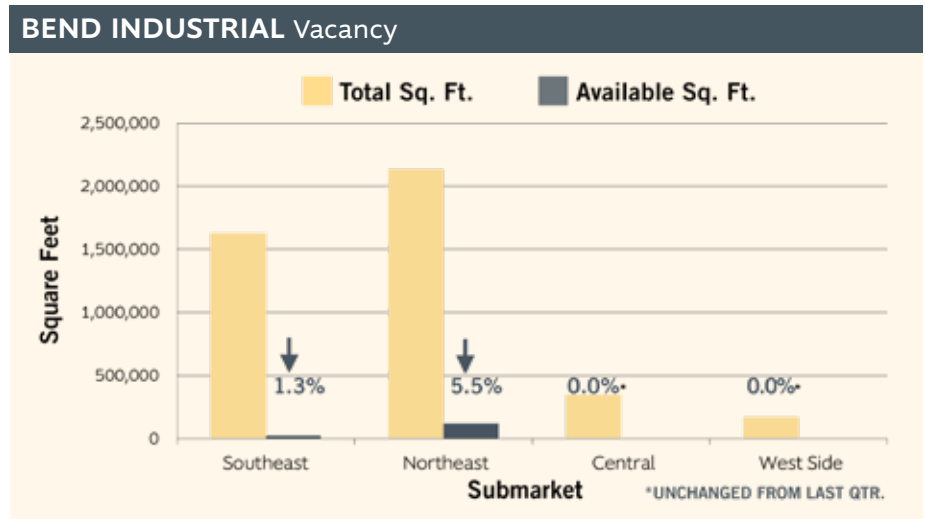 BEND INDUSTRIAL Vacancy
Total Sq. Ft.
Available Sq. Ft.
Square Feet
2,500,000
2,000,000
1,500,000
1,000,000
500,000
0
1.3%
5.5%
0.0%*
0.0%*
Southeast
Northeast
Central
West Side
Submarket
*UNCHANGED FROM LAST QTR.